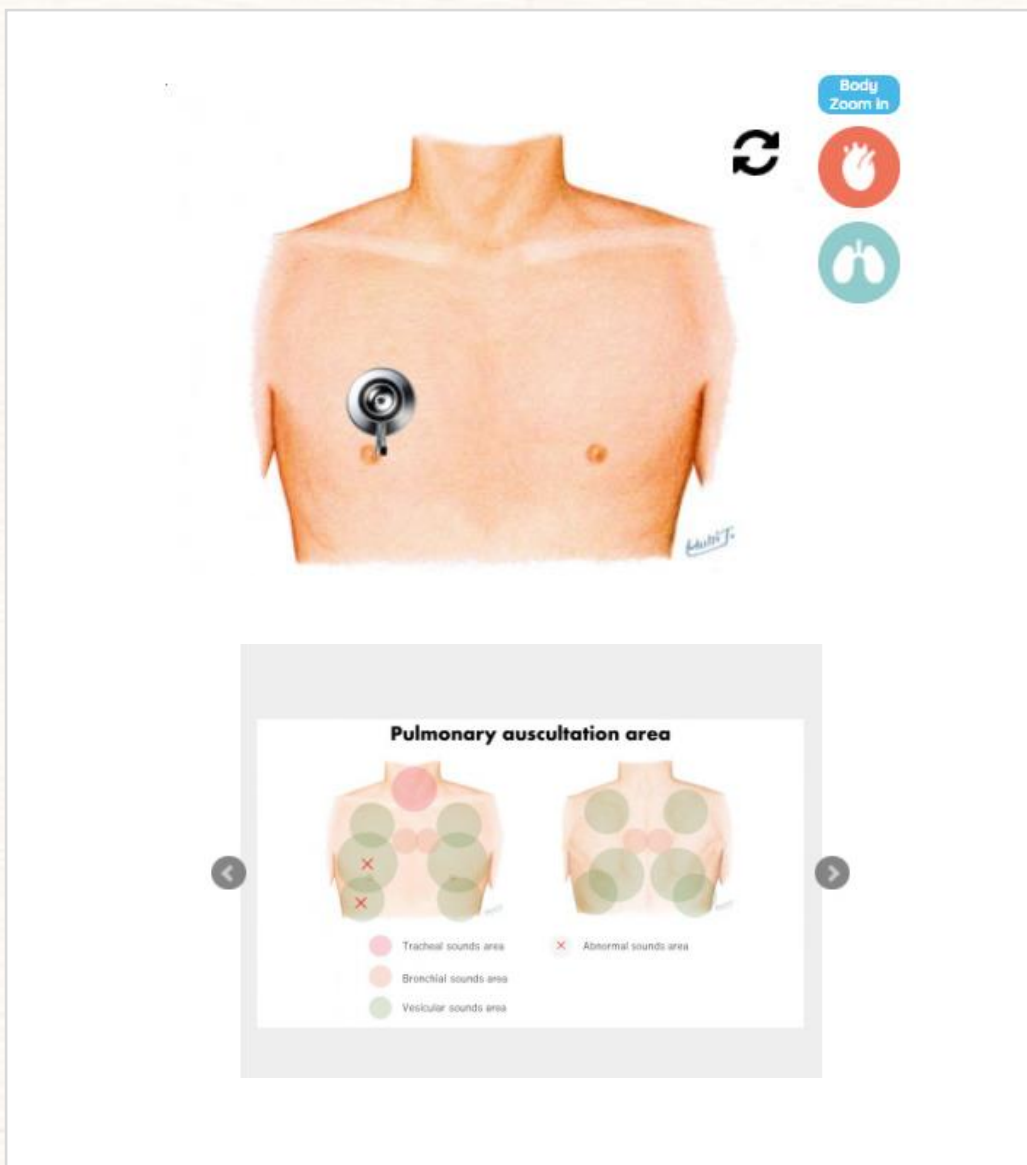 Body
Zoom in
Pulmonary auscultation area
Tracheal sounds area
Abnormal sounds area
Bronchial sounds area
Vesicular sounds area